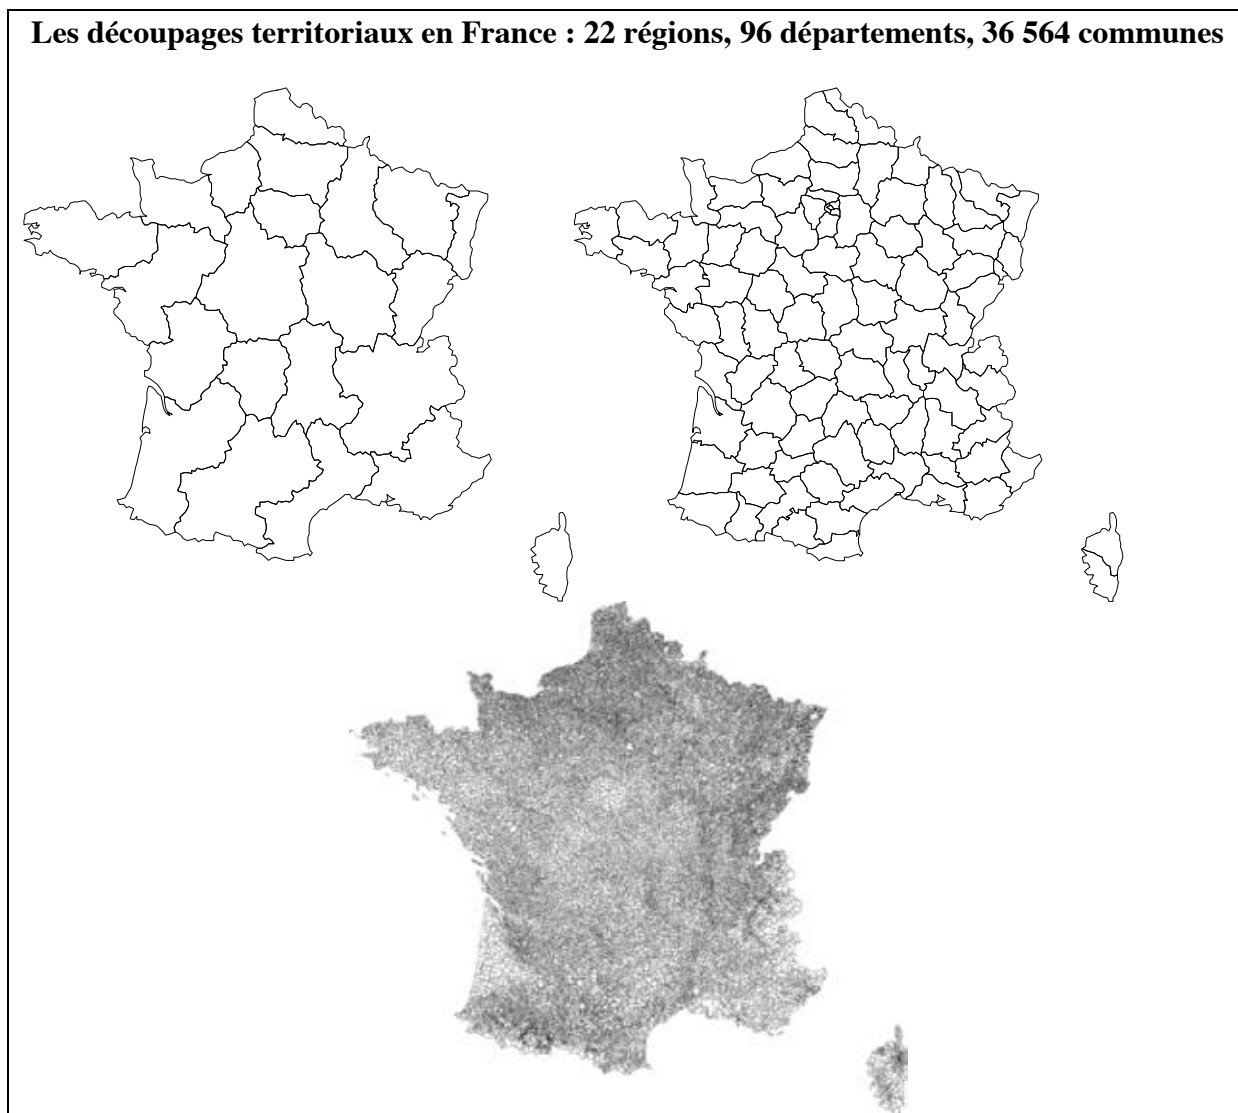 Les découpages territoriaux en France : 22 régions, 96 départements, 36 564 communes